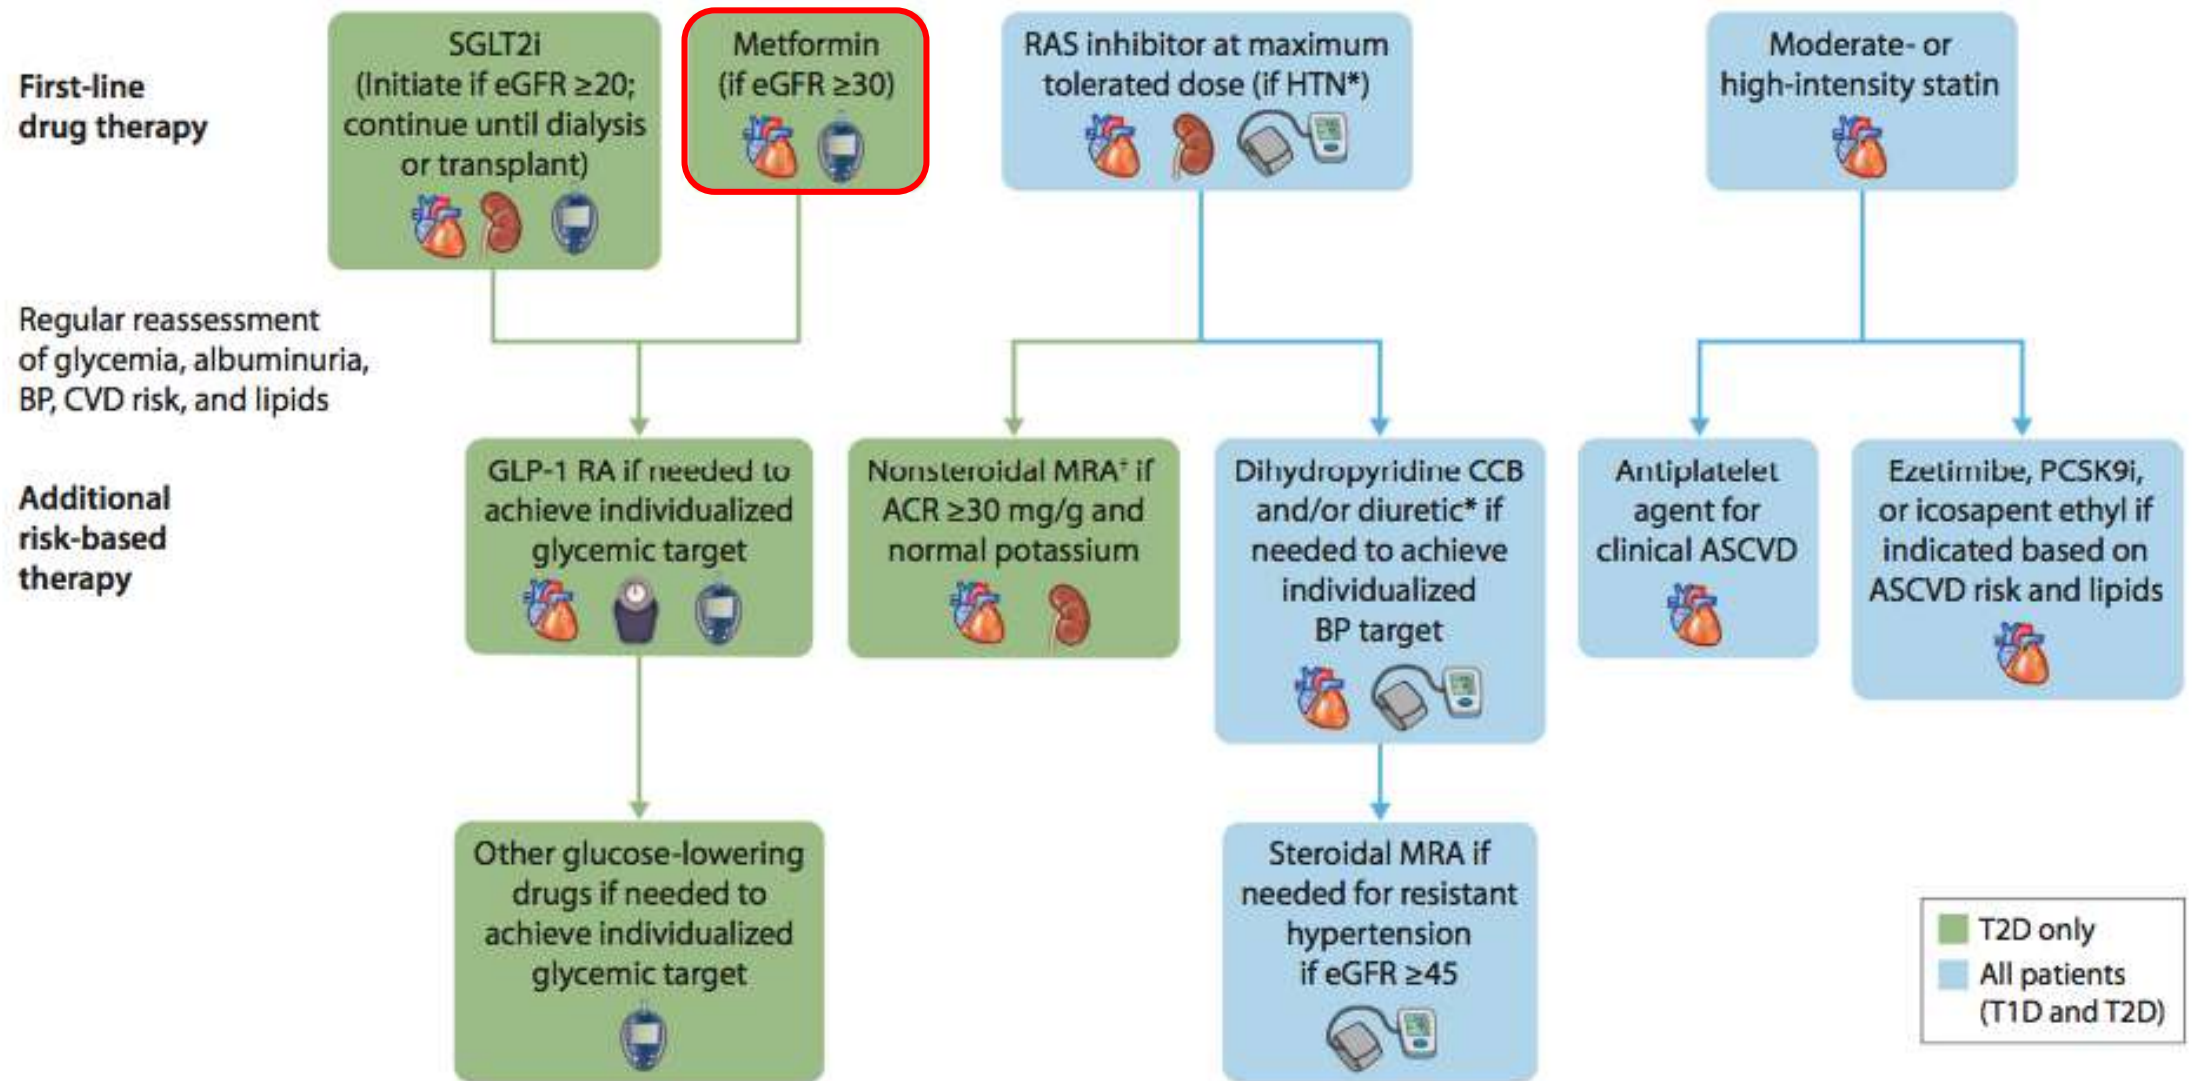 First-line
drug therapy
SGLT2i
(Initiate if eGFR ≥20;
continue until dialysis
or transplant)
Metformin
(if eGFR ≥30)
RAS inhibitor at maximum
tolerated dose (if HTN*)
Moderate- or
high-intensity statin
Regular reassessment
of glycemia, albuminuria,
BP, CVD risk, and lipids
Additional
risk-based
therapy
GLP-1 RA if needed to
achieve individualized
glycemic target
Nonsteroidal MRA‡ if
ACR ≥30 mg/g and
normal potassium
Dihydropyridine CCB
and/or diuretic* if
needed to achieve
individualized
BP target
Antiplatelet
agent for
clinical ASCVD
Ezetimibe, PCSK9i,
or icosapent ethyl if
indicated based on
ASCVD risk and lipids
Other glucose-lowering
drugs if needed to
achieve individualized
glycemic target
Steroidal MRA if
needed for resistant
hypertension
if eGFR ≥45
T2D only
All patients
(T1D and T2D)